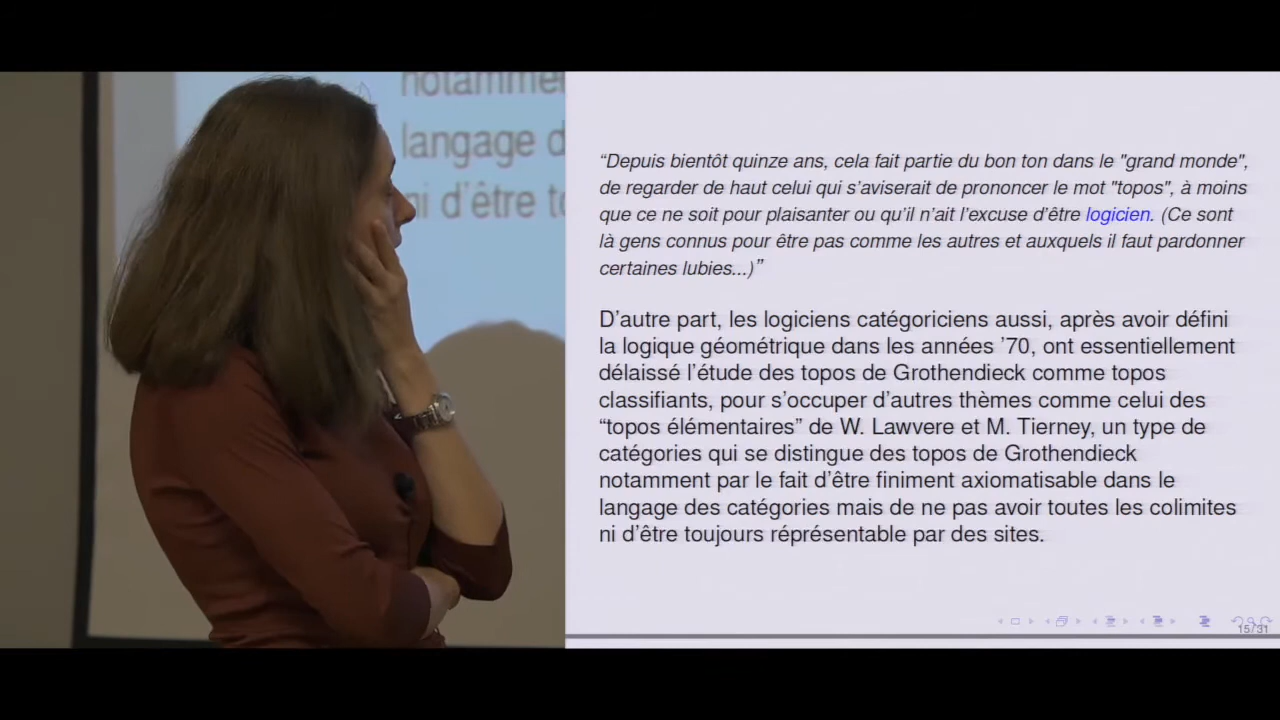 notamment
langage d
ni d'être to
“Depuis bientôt quinze ans, cela fait partie du bon ton dans le "grand monde",
de regarder de haut celui qui s’aviserait de prononcer le mot "topos", à moins
que ce ne soit pour plaisanter ou qu’il n’ait l’excuse d’être logicien. (Ce sont
là gens connus pour être pas comme les autres et auxquels il faut pardonner
certaines lubies...)”
D’autre part, les logiciens catégoriciens aussi, après avoir défini
la logique géométrique dans les années ’70, ont essentiellement
délaissé l’étude des topos de Grothendieck comme topos
classifiants, pour s’occuper d’autres thèmes comme celui des
“topos élémentaires” de W. Lawvere et M. Tierney, un type de
catégories qui se distingue des topos de Grothendieck
notamment par le fait d’être finiment axiomatisable dans le
langage des catégories mais de ne pas avoir toutes les colimites
ni d’être toujours réprésentable par des sites.
15/31